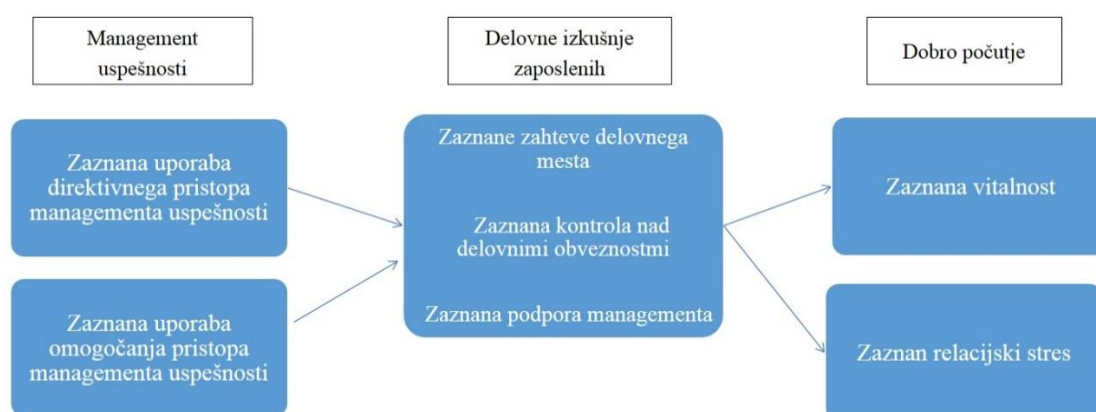 Management
uspešnosti
Delovne izkušnje
zaposlenih
Dobro počutje
Zaznana uporaba
direktivnega pristopa
managementa uspešnosti
Zaznana uporaba
omogočanja pristopa
managementa uspešnosti
Zaznane zahteve delovnega
mesta
Zaznana kontrola nad
delovnimi obveznostmi
Zaznana podpora managementa
Zaznana vitalnost
Zaznan relacijski stres